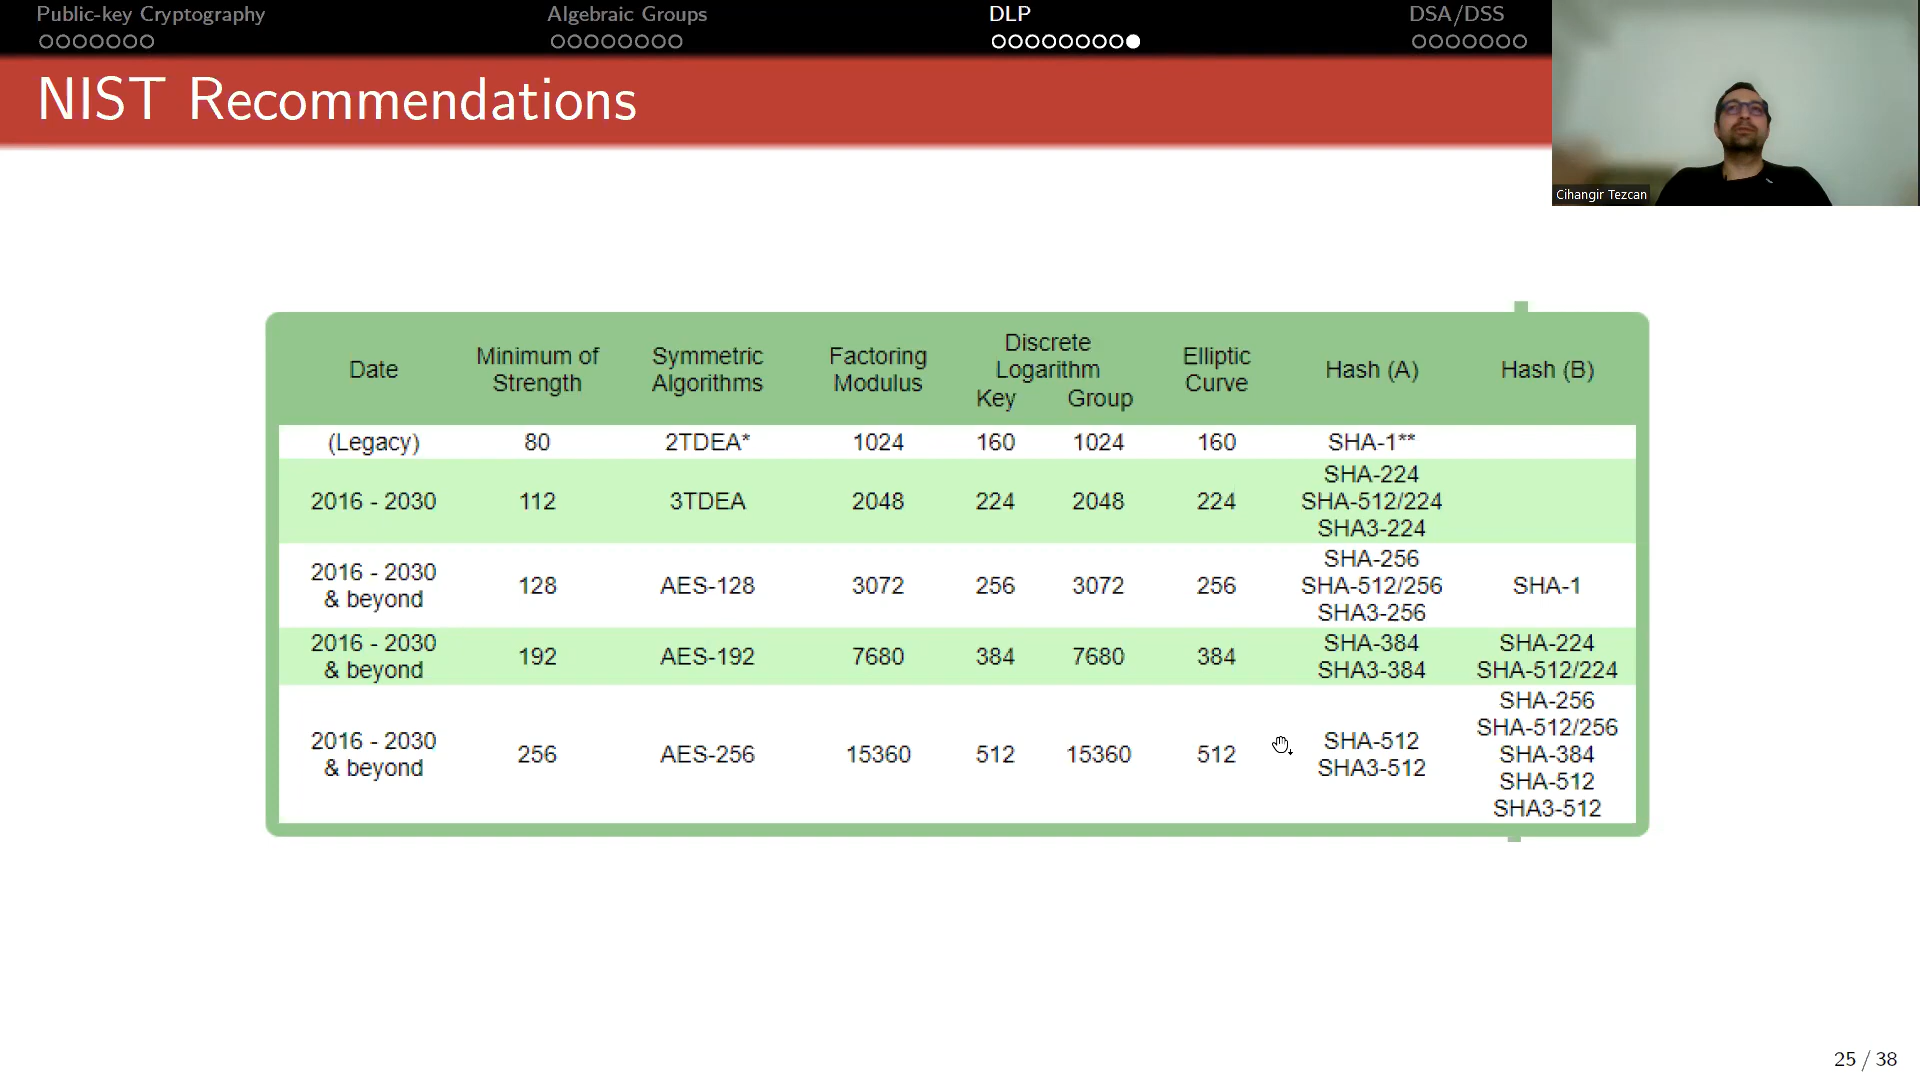 Public-key Cryptography
Algebraic Groups
DLP
DSA/DSS
NIST Recommendations
Cihangir Tezcan
Date Minimum of Strength Symmetric Algorithms Factoring Modulus Discrete Logarithm Key Group Elliptic Curve Hash (A) Hash (B)
(Legacy) 80 2TDEA* 1024 160 1024 160 SHA-1**
2016 - 2030 112 3TDEA 2048 224 2048 224 SHA-224 SHA-512/224 SHA3-224
2016 - 2030 & beyond 128 AES-128 3072 256 3072 256 SHA-256 SHA-512/256 SHA3-256 SHA-1
2016 - 2030 & beyond 192 AES-192 7680 384 7680 384 SHA-384 SHA3-384 SHA-224 SHA-512/224
2016 - 2030 & beyond 256 AES-256 15360 512 15360 512 SHA-512 SHA3-512 SHA-256 SHA-512/256 SHA-384 SHA-512 SHA3-512
25 / 38